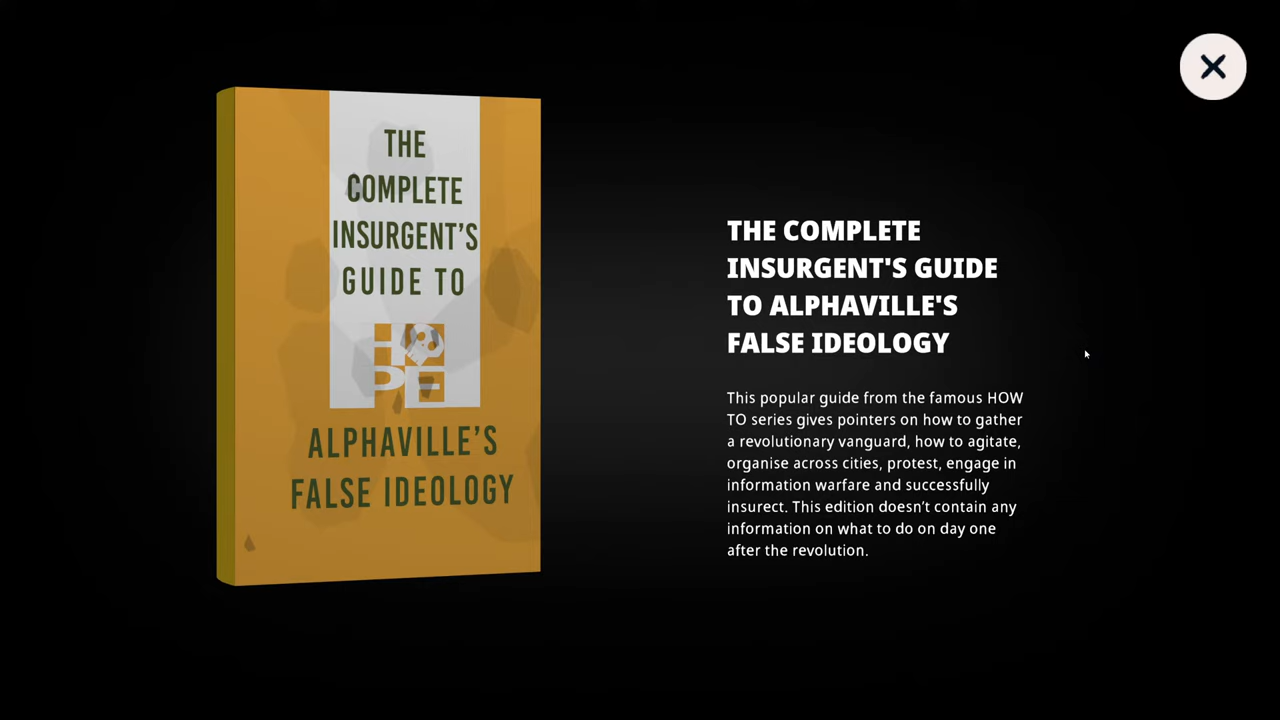 THE
COMPLETE
INSURGENT'S
GUIDE TO
HOPE
ALPHAVILLE'S
FALSE IDEOLOGY
THE COMPLETE
INSURGENT'S GUIDE
TO ALPHAVILLE'S
FALSE IDEOLOGY
This popular guide from the famous HOW
TO series gives pointers on how to gather
a revolutionary vanguard, how to agitate,
organise across cities, protest, engage in
information warfare and successfully
insurect. This edition doesn’t contain any
information on what to do on day one
after the revolution.